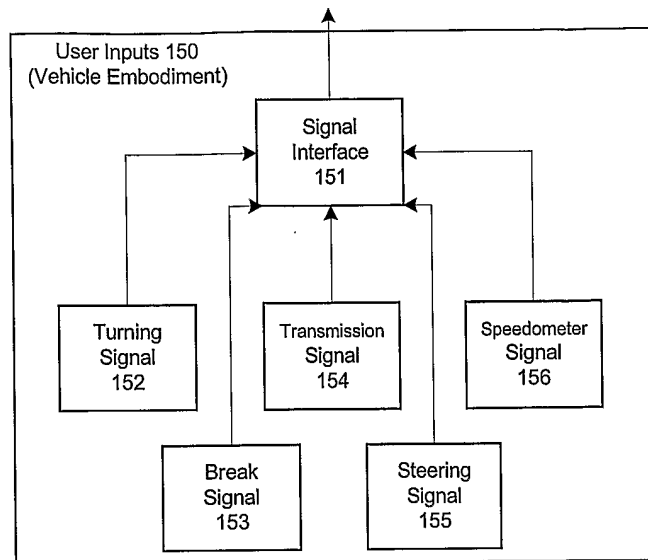 User Inputs 150
(Vehicle Embodiment)
Signal
Interface
151
Turning
Signal
152
Transmission
Signal
154
Speedometer
Signal
156
Break
Signal
153
Steering
Signal
155